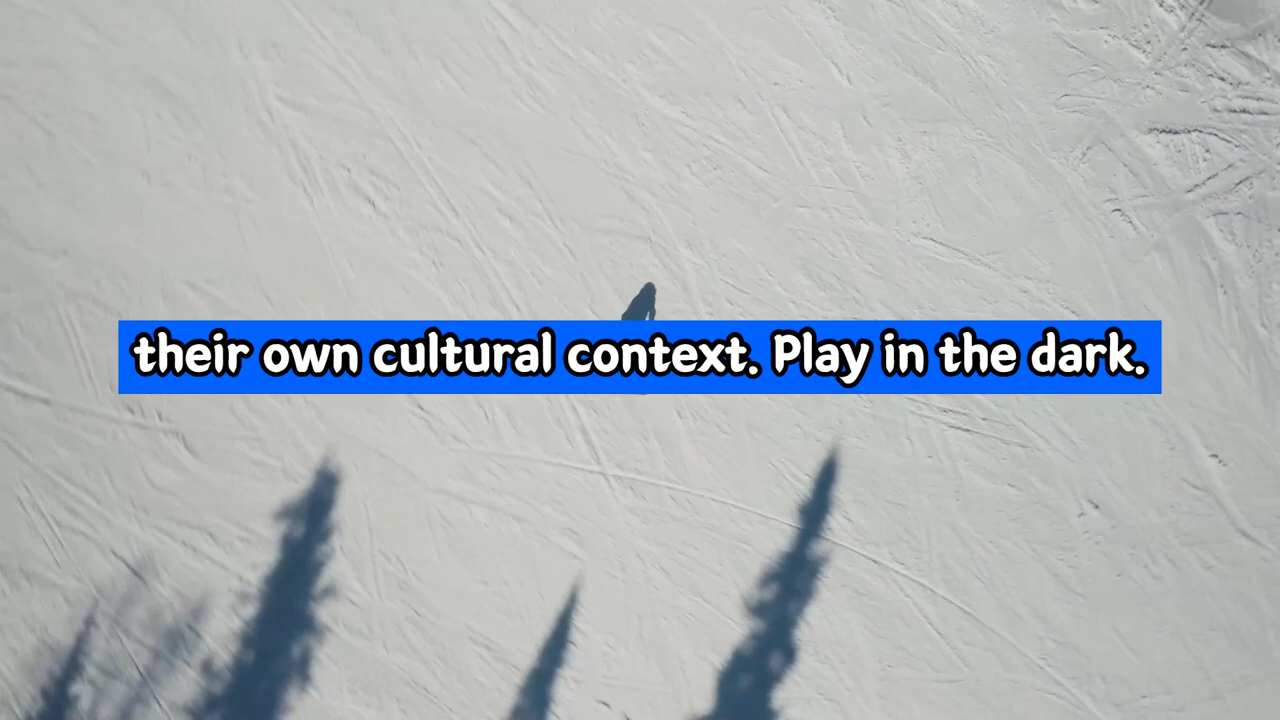 their own cultural context. Play in the dark.